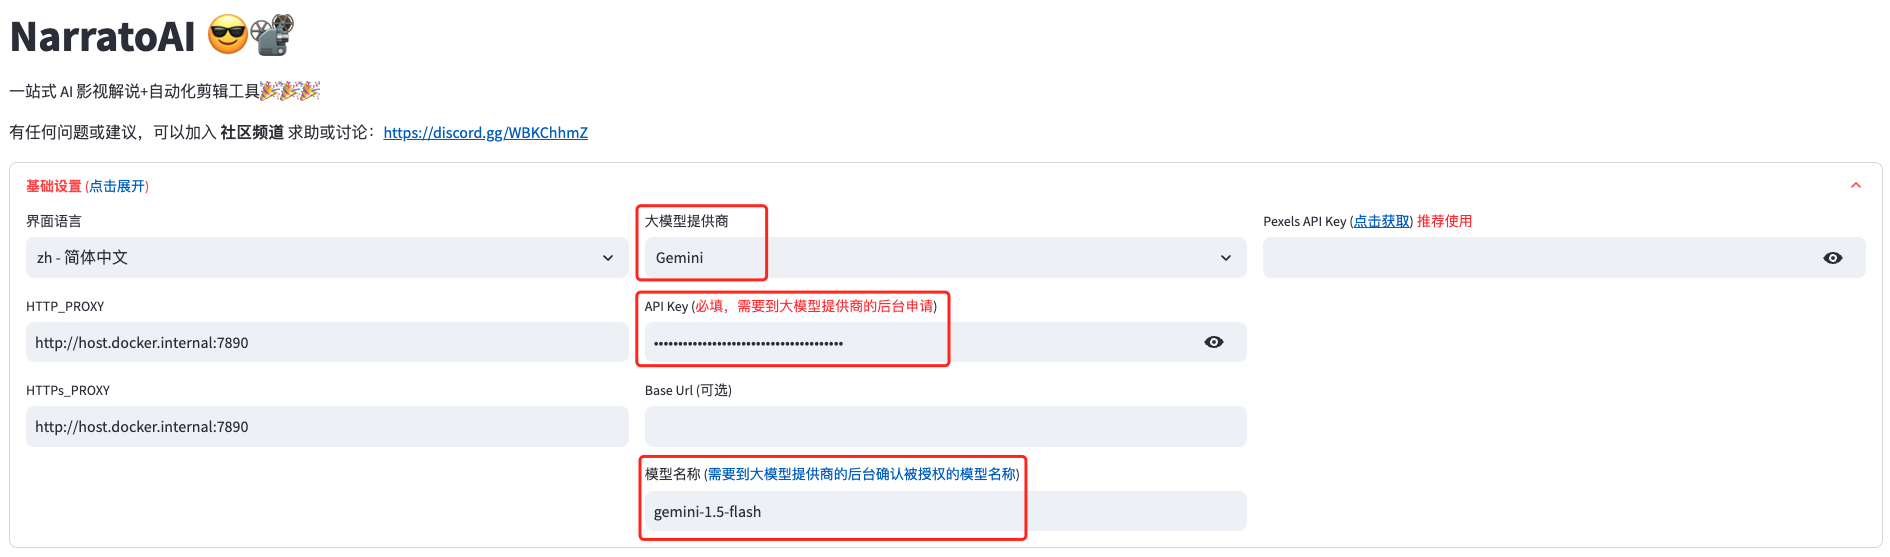 NarratoAI 😎📽️
一站式 AI 影视解说+自动化剪辑工具🎉🎉🎉
有任何问题或建议，可以加入 社区频道 求助或讨论：https://discord.gg/WBKChhmZ
基础设置 (点击展开)
界面语言
zh - 简体中文
HTTP_PROXY
http://host.docker.internal:7890
HTTPs_PROXY
http://host.docker.internal:7890
大模型提供商
Gemini
API Key (必填，需要到大模型提供商的后台申请)
Base Url (可选)
模型名称 (需要到大模型提供商的后台确认被授权的模型名称)
gemini-1.5-flash
Pexels API Key (点击获取) 推荐使用